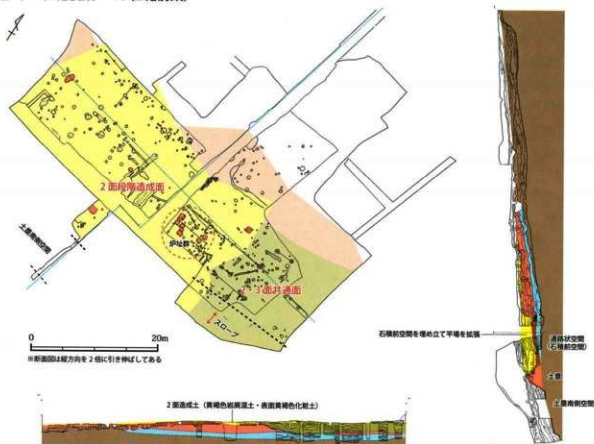 2面段階造成面
炉址群
土塁南側空間
2・3面共通面
スロープ
0 20m
※断面図は縦方向を2倍に引き伸ばしてある
石積前空間を埋め立て平場を拡張
通路状空間
(石積前空間)
土塁
土塁南側空間
2面造成土(黄褐色岩屑混土・表面黄褐色化粧土)